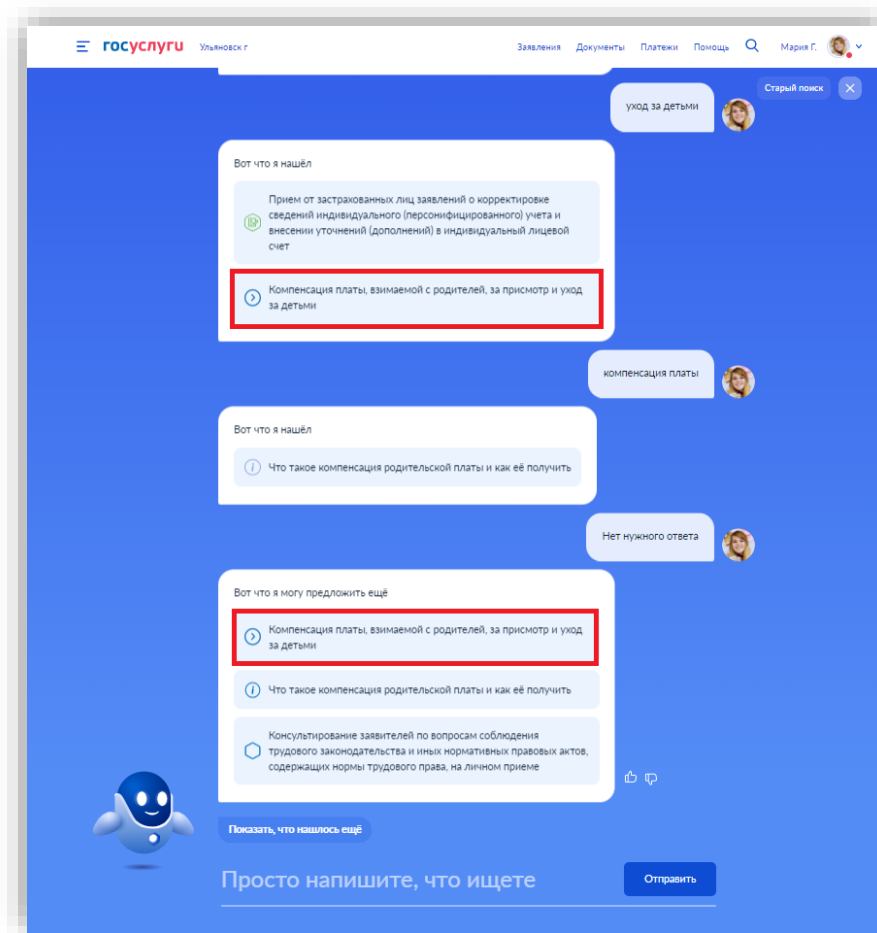 госуслуги Ульяновск г Заявления Документы Платежи Помощь Мария Г.
Старый поиск
уход за детьми
Вот что я нашёл
Прием от застрахованных лиц заявлений о корректировке
сведений индивидуального (персонифицированного) учета и
внесении уточнений (дополнений) в индивидуальный лицевой
счет
Компенсация платы, взимаемой с родителей, за присмотр и уход
за детьми
компенсация платы
Вот что я нашёл
Что такое компенсация родительской платы и как её получить
Нет нужного ответа
Вот что я могу предложить ещё
Компенсация платы, взимаемой с родителей, за присмотр и уход
за детьми
Что такое компенсация родительской платы и как её получить
Консультирование заявителей по вопросам соблюдения
трудового законодательства и иных нормативных правовых актов,
содержащих нормы трудового права, на личном приеме
Показать, что нашлось ещё
Просто напишите, что ищете
Отправить